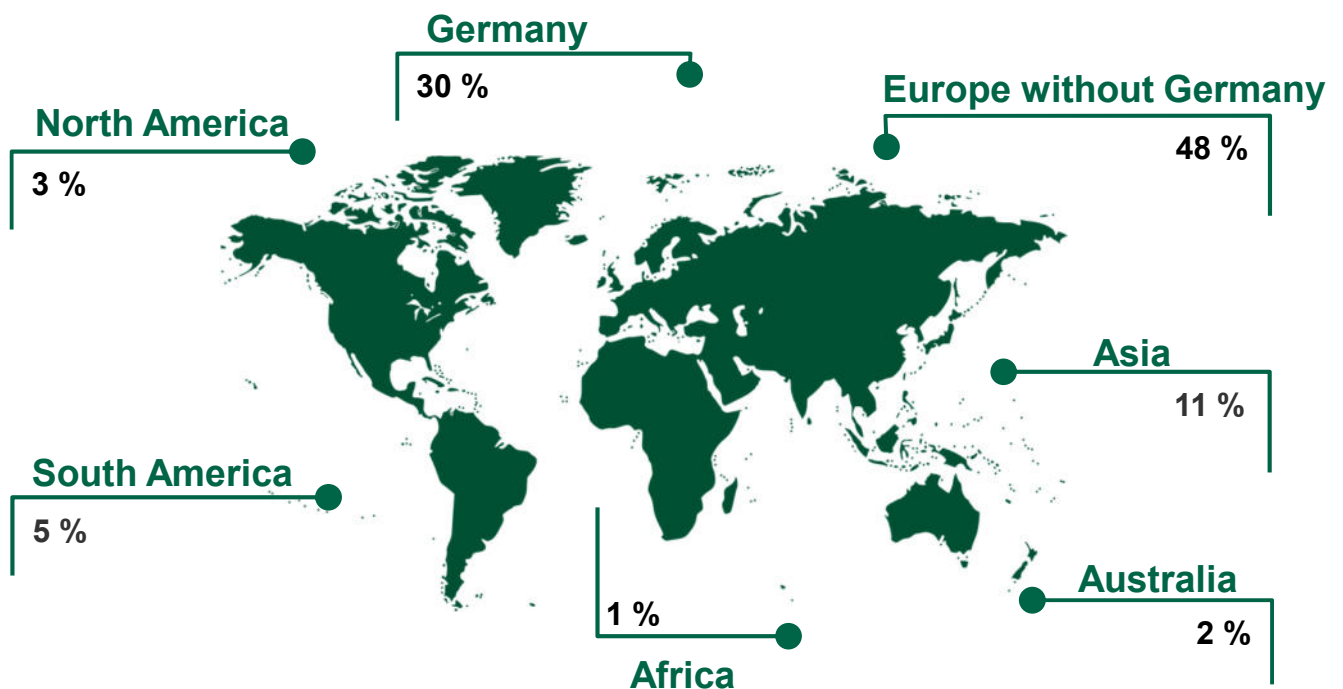 Germany
30 %
Europe without Germany
48 %
North America
3 %
Asia
11 %
South America
5 %
Australia
2 %
1 %
Africa